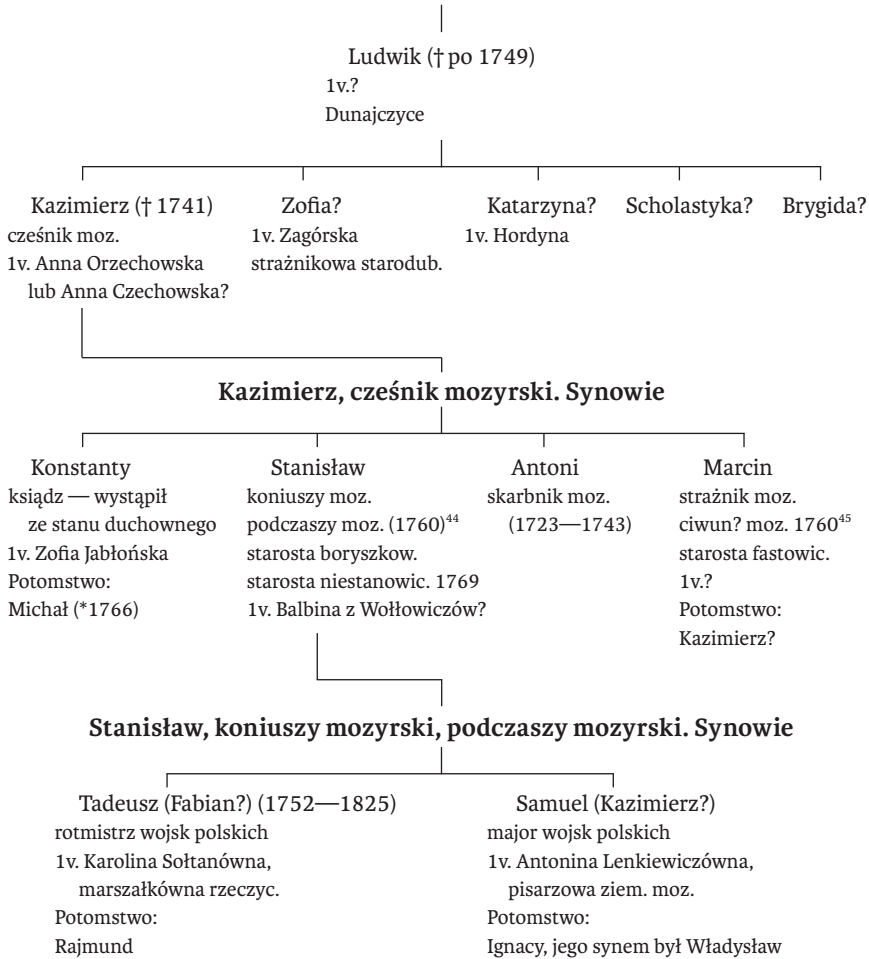 Ludwik († po 1749)
1v.?
Dunajczyce
Kazimierz († 1741)
cześnik moz.
1v. Anna Orzechowska
lub Anna Czechowska?
Zofia?
1v. Zagórska
strażnikowa starodub.
Katarzyna?
1v. Hordyna
Scholastyka?
Brygida?
Kazimierz, cześnik mozyrski. Synowie
Konstanty
ksiądz — wystąpił
ze stanu duchownego
1v. Zofia Jabłońska
Potomstwo:
Michał (*1766)
Stanisław
koniuszy moz.
podczaszy moz. (1760)⁴⁴
starosta boryszkow.
starosta niestanowic. 1769
1v. Balbina z Wołłowiczów?
Antoni
skarbnik moz.
(1723—1743)
Marcin
strażnik moz.
ciwun? moz. 1760⁴⁵
starosta fastowic.
1v.?
Potomstwo:
Kazimierz?
Stanisław, koniuszy mozyrski, podczaszy mozyrski. Synowie
Tadeusz (Fabian?) (1752—1825)
rotmistrz wojsk polskich
1v. Karolina Sołtanówna,
marszałkówna rzeczyc.
Potomstwo:
Rajmund
Samuel (Kazimierz?)
major wojsk polskich
1v. Antonina Lenkiewiczówna,
pisarzowa ziem. moz.
Potomstwo:
Ignacy, jego synem był Władysław